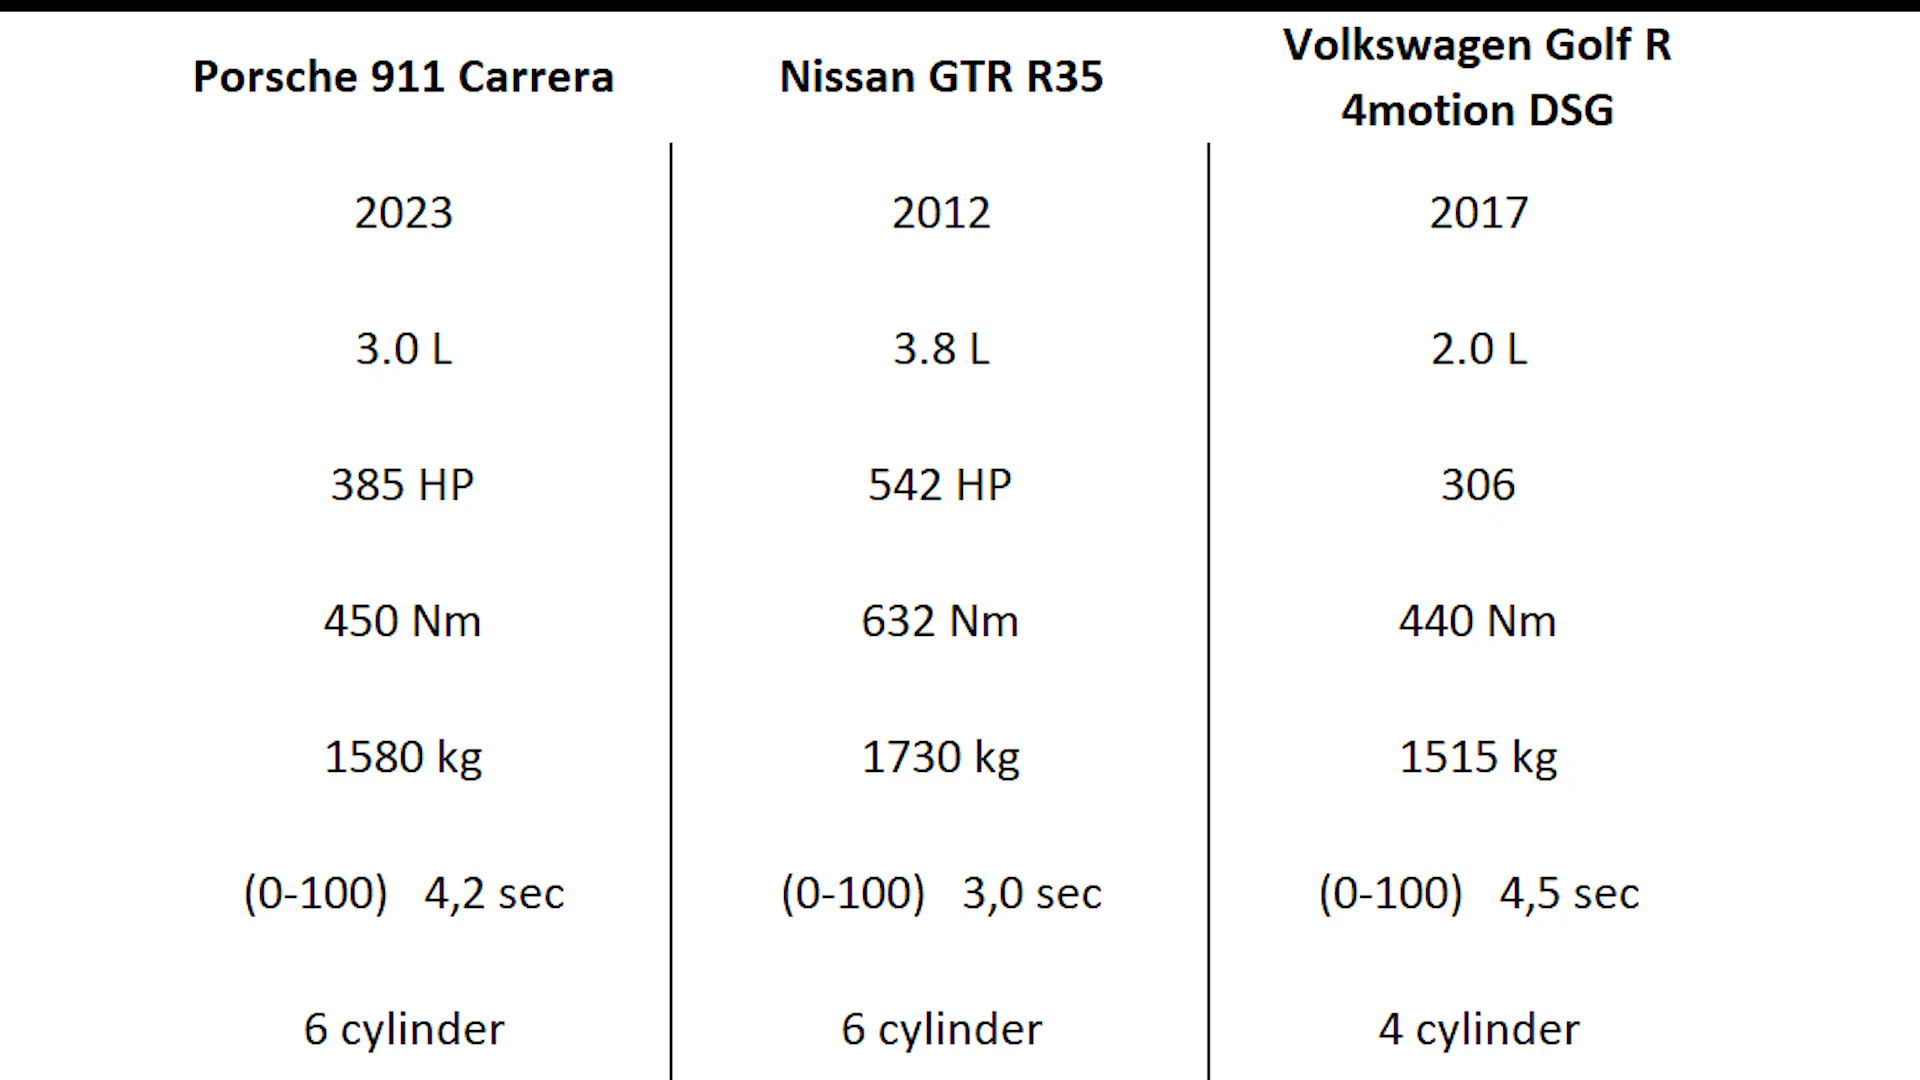 Porsche 911 Carrera
Nissan GTR R35
Volkswagen Golf R
4motion DSG
2023
2012
2017
3.0 L
3.8 L
2.0 L
385 HP
542 HP
306
450 Nm
632 Nm
440 Nm
1580 kg
1730 kg
1515 kg
(0-100) 4,2 sec
(0-100) 3,0 sec
(0-100) 4,5 sec
6 cylinder
6 cylinder
4 cylinder